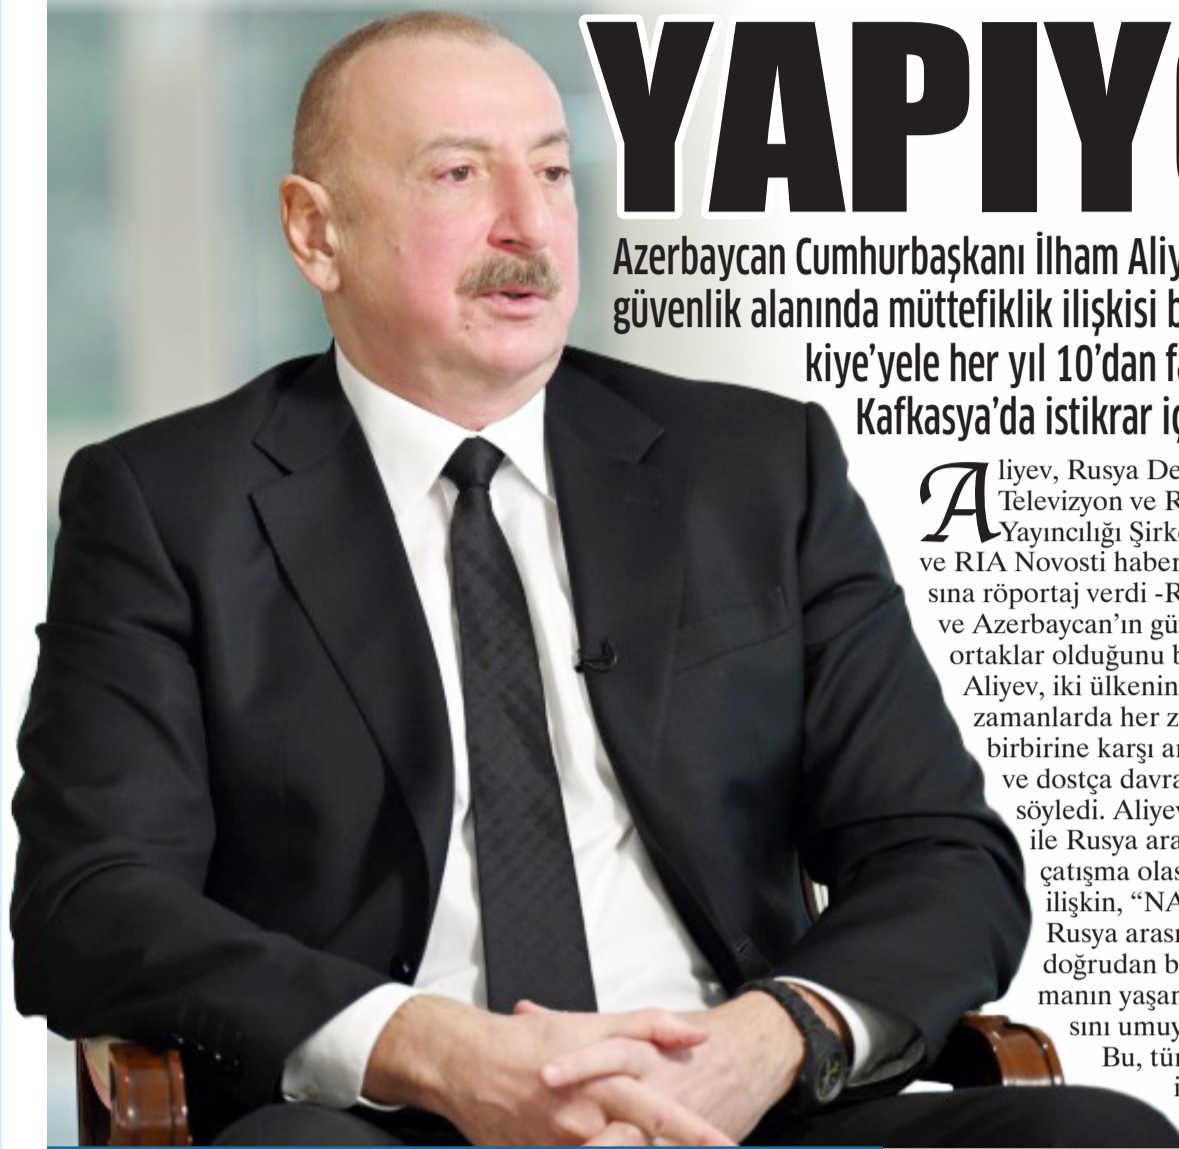 YAPIY
Azerbaycan Cumhurbaşkanı İlham Aliy
güvenlik alanında müttefiklik ilişkisi b
kiye'yele her yıl 10'dan fa
Kafkasya'da istikrar iç
Aliyev, Rusya De
Televizyon ve R
Yayıncılığı Şirke
ve RIA Novosti haber
sına röportaj verdi -R
ve Azerbaycan'ın gü
ortaklar olduğunu b
Aliyev, iki ülkenin
zamanlarda her z
birbirine karşı a
ve dostça davra
söyledi. Aliyev
ile Rusya ara
çatışma olas
ilişkin, “NA
Rusya arası
doğrudan b
manın yaşan
sını umuy
Bu, tü
i